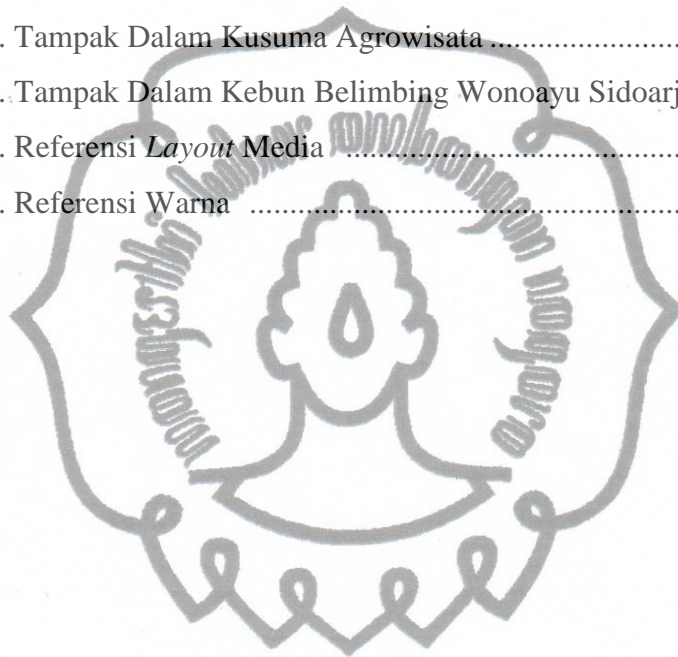 . Tampak Dalam Kusuma Agrowisata ..........................
. Tampak Dalam Kebun Belimbing Wonoayu Sidoarj
. Referensi Layout Media ..............................................
. Referensi Warna ...........................................................